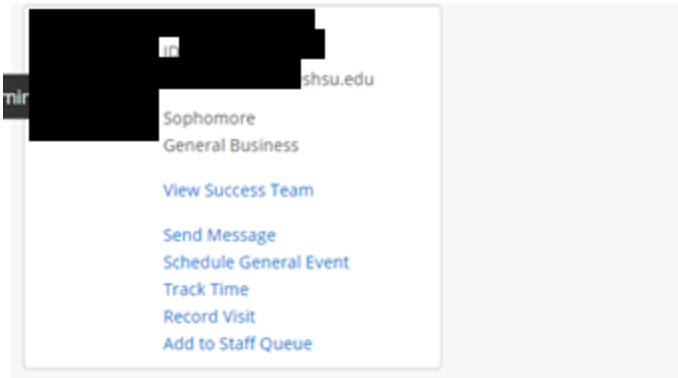 ID
shsu.edu
min
Sophomore
General Business
View Success Team
Send Message
Schedule General Event
Track Time
Record Visit
Add to Staff Queue